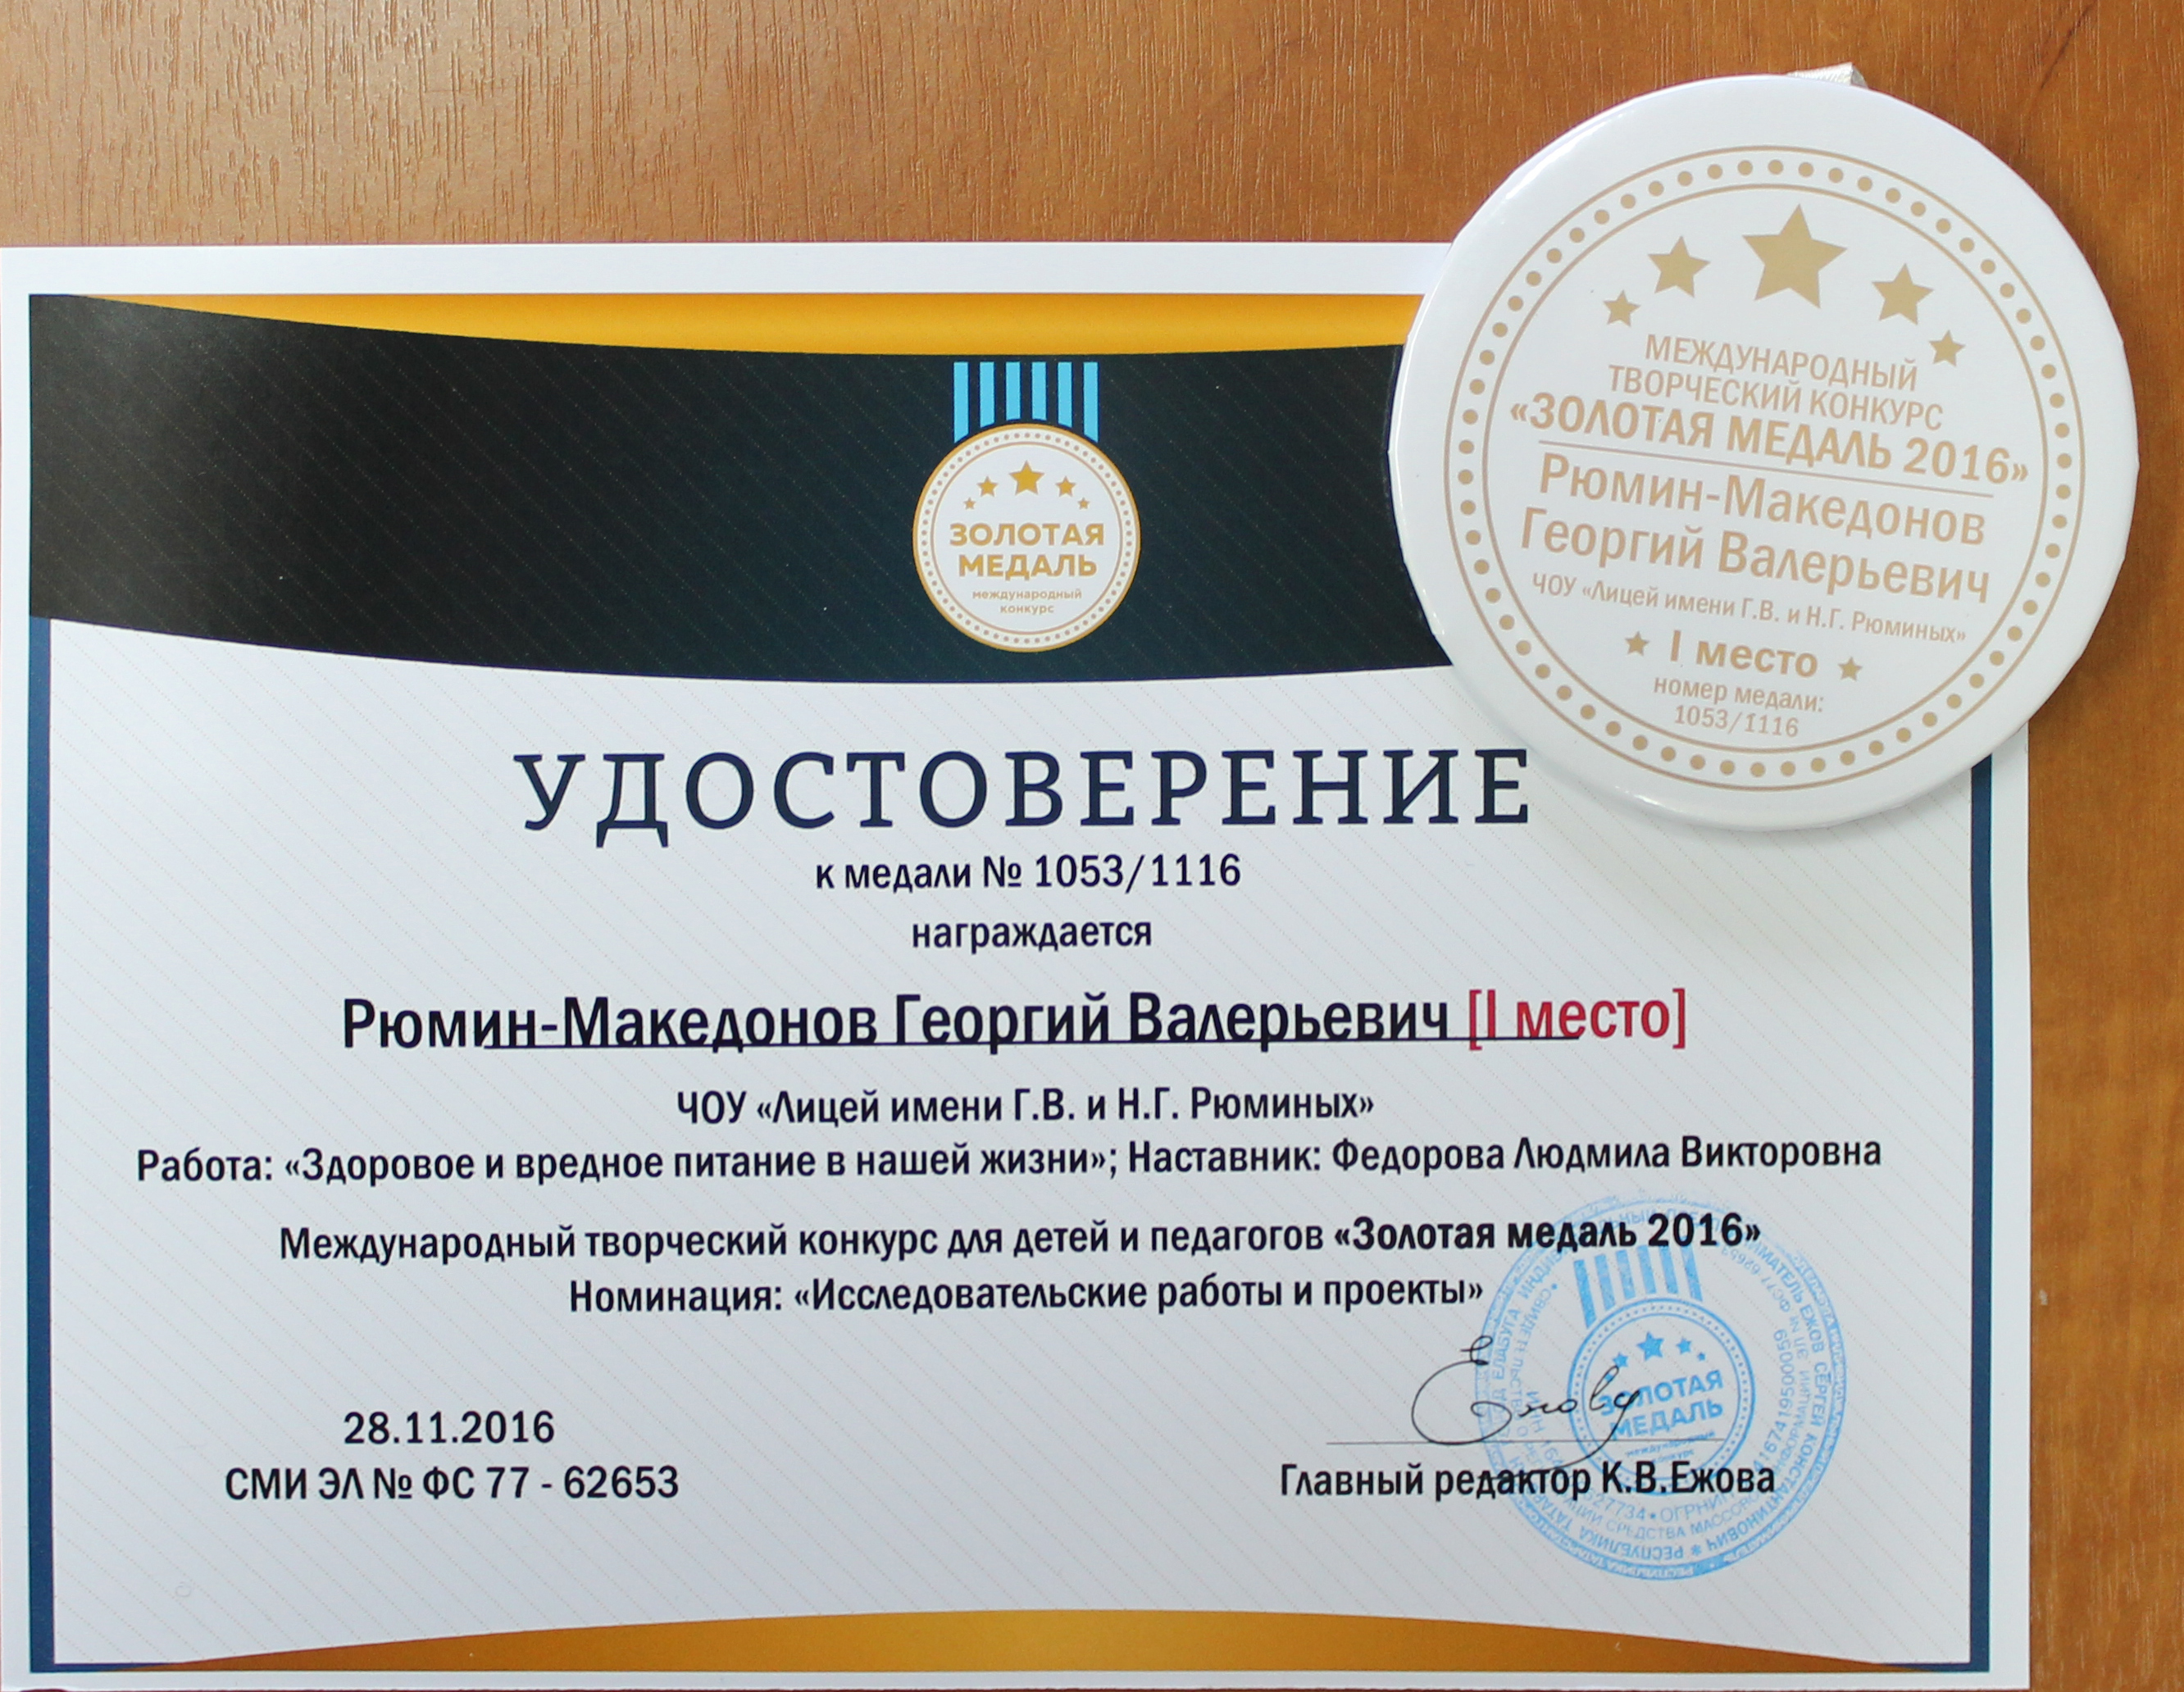 МЕЖДУНАРОДНЫЙ
ТВОРЧЕСКИЙ КОНКУРС
«ЗОЛОТАЯ МЕДАЛЬ 2016»
Рюмин-Македонов
Георгий Валерьевич
ЧОУ «Лицей имени Г.В. и Н.Г. Рюминых»
I место
номер медали:
1053/1116
ЗОЛОТАЯ
МЕДАЛЬ
международный
конкурс
УДОСТОВЕРЕНИЕ
к медали № 1053/1116
награждается
Рюмин-Македонов Георгий Валерьевич [I место]
ЧОУ «Лицей имени Г.В. и Н.Г. Рюминых»
Работа: «Здоровое и вредное питание в нашей жизни»; Наставник: Федорова Людмила Викторовна
Международный творческий конкурс для детей и педагогов «Золотая медаль 2016»
Номинация: «Исследовательские работы и проекты»
28.11.2016
СМИ ЭЛ № ФС 77 - 62653
Главный редактор К.В.Ежова
ЗОЛОТАЯ
МЕДАЛЬ
ЕЖОВ СЕРГЕЙ КОНСТАНТИНОВИЧ